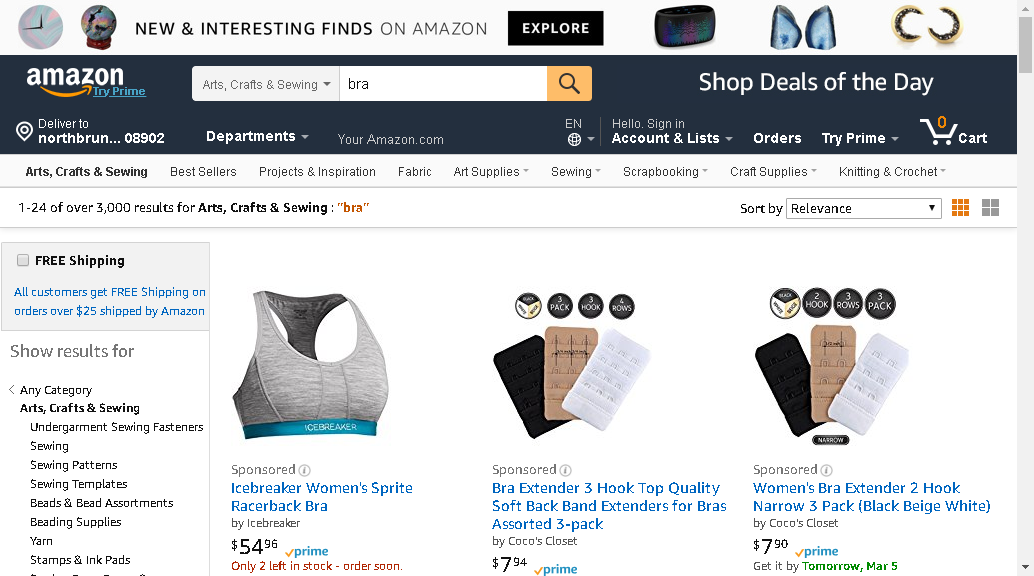 NEW & INTERESTING FINDS ON AMAZON EXPLORE
amazon
Try Prime
Arts, Crafts & Sewing bra
Shop Deals of the Day
Deliver to
northbrun... 08902
Departments
Your Amazon.com
EN
Hello. Sign in
Account & Lists
Orders
Try Prime
0
Cart
Arts, Crafts & Sewing Best Sellers Projects & Inspiration Fabric Art Supplies Sewing Scrapbooking Craft Supplies Knitting & Crochet
1-24 of over 3,000 results for Arts, Crafts & Sewing : "bra"
Sort by Relevance
FREE Shipping
All customers get FREE Shipping on
orders over $25 shipped by Amazon
Show results for
Any Category
Arts, Crafts & Sewing
Undergarment Sewing Fasteners
Sewing
Sewing Patterns
Sewing Templates
Beads & Bead Assortments
Beading Supplies
Yarn
Stamps & Ink Pads
ICEBREAKER
Sponsored
Icebreaker Women's Sprite
Racerback Bra
by Icebreaker
$54 96 prime
Only 2 left in stock - order soon.
BLACK
3 PACK
3 HOOK
4 ROWS
Sponsored
Bra Extender 3 Hook Top Quality
Soft Back Band Extenders for Bras
Assorted 3-pack
by Coco's Closet
$7 94 prime
BLACK
2 HOOK
3 ROWS
3 PACK
NARROW
Sponsored
Women's Bra Extender 2 Hook
Narrow 3 Pack (Black Beige White)
by Coco's Closet
$7 90 prime
Get it by Tomorrow, Mar 5